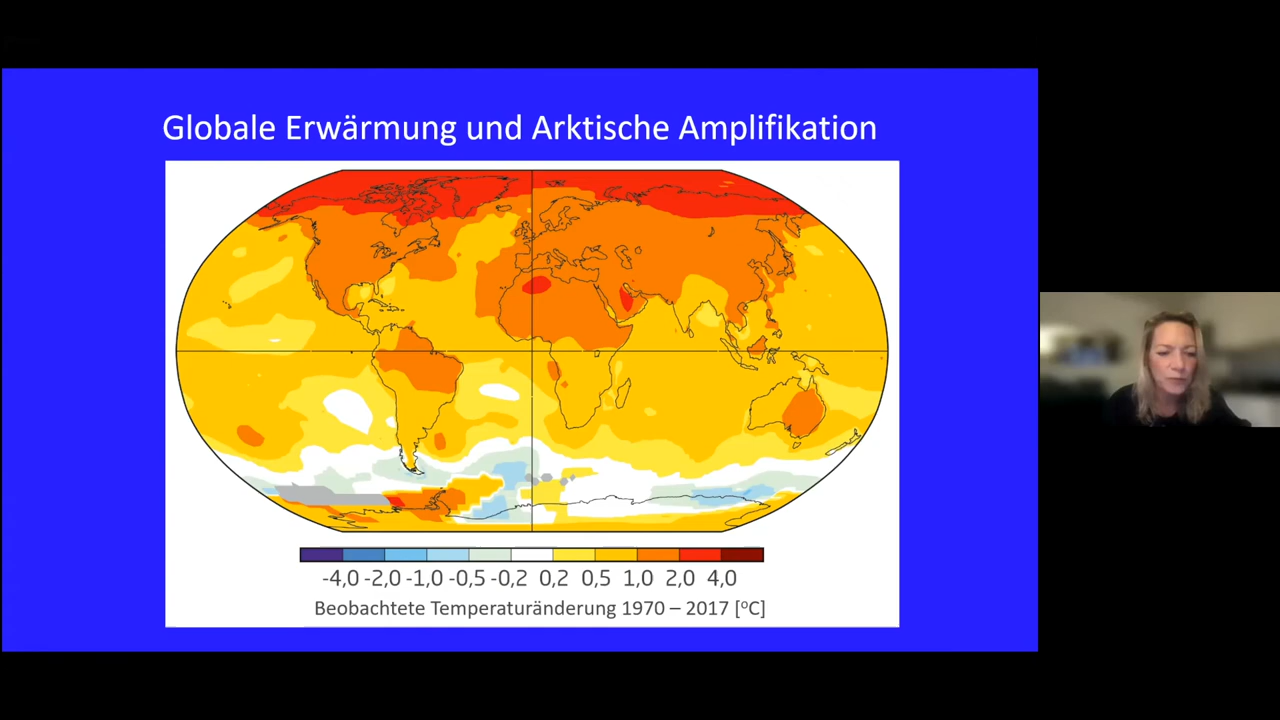 Globale Erwärmung und Arktische Amplifikation
-4,0 -2,0 -1,0 -0,5 -0,2 0,2 0,5 1,0 2,0 4,0
Beobachtete Temperaturänderung 1970 – 2017 [°C]